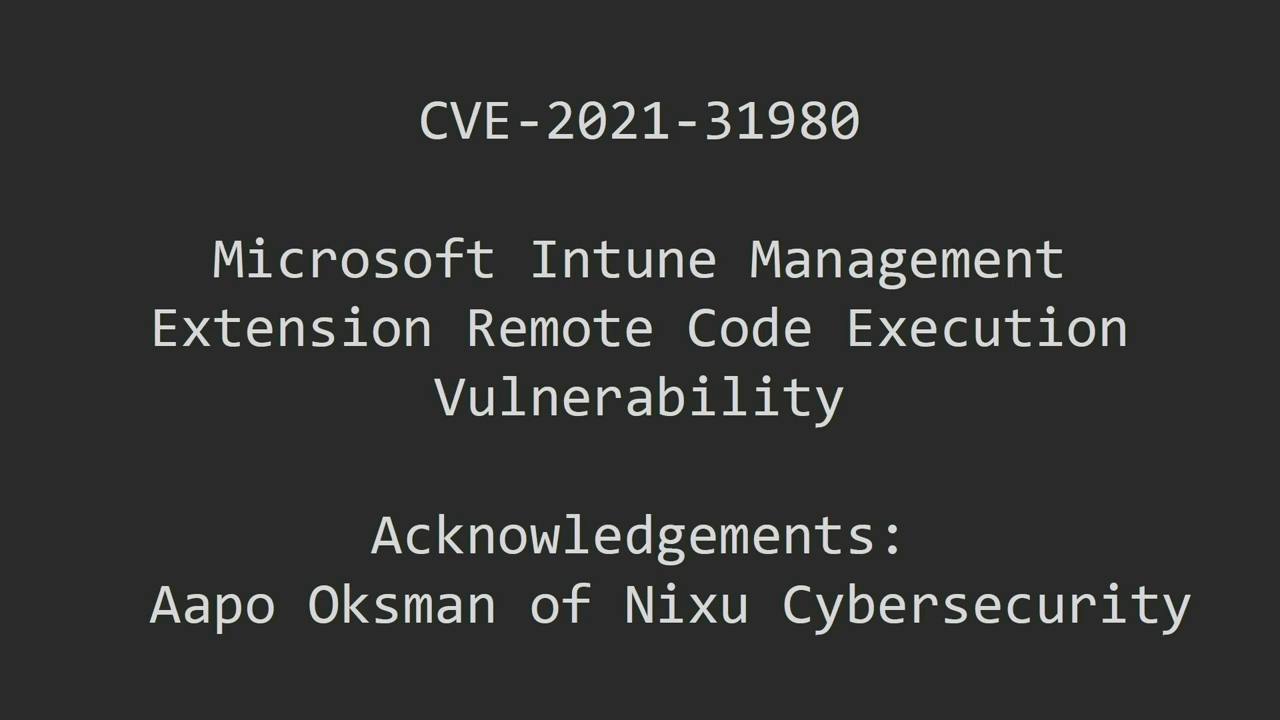 CVE-2021-31980
Microsoft Intune Management
Extension Remote Code Execution
Vulnerability
Acknowledgements:
Aapo Oksman of Nixu Cybersecurity